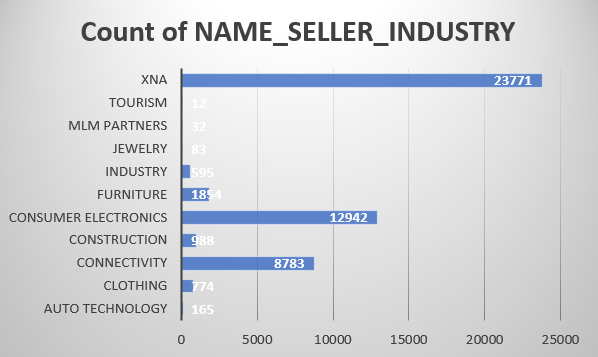 Count of NAME_SELLER_INDUSTRY
XNA 23771
TOURISM 12
MLM PARTNERS 32
JEWELRY 83
INDUSTRY 595
FURNITURE 1854
CONSUMER ELECTRONICS 12942
CONSTRUCTION 988
CONNECTIVITY 8783
CLOTHING 774
AUTO TECHNOLOGY 165
0 5000 10000 15000 20000 25000